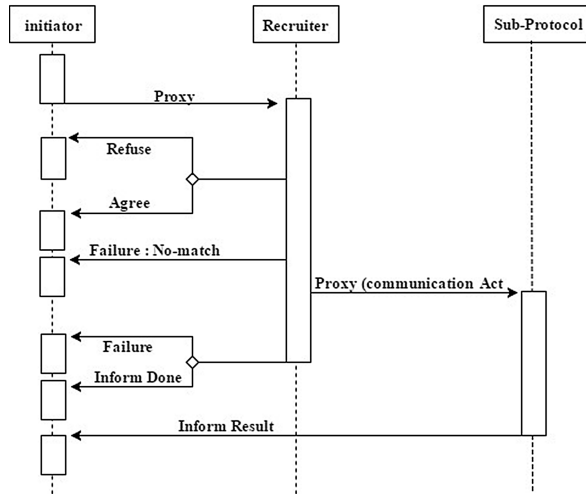 initiator
Recruiter
Sub-Protocol
Proxy
Refuse
Agree
Failure : No-match
Proxy (communication Act
Failure
Inform Done
Inform Result